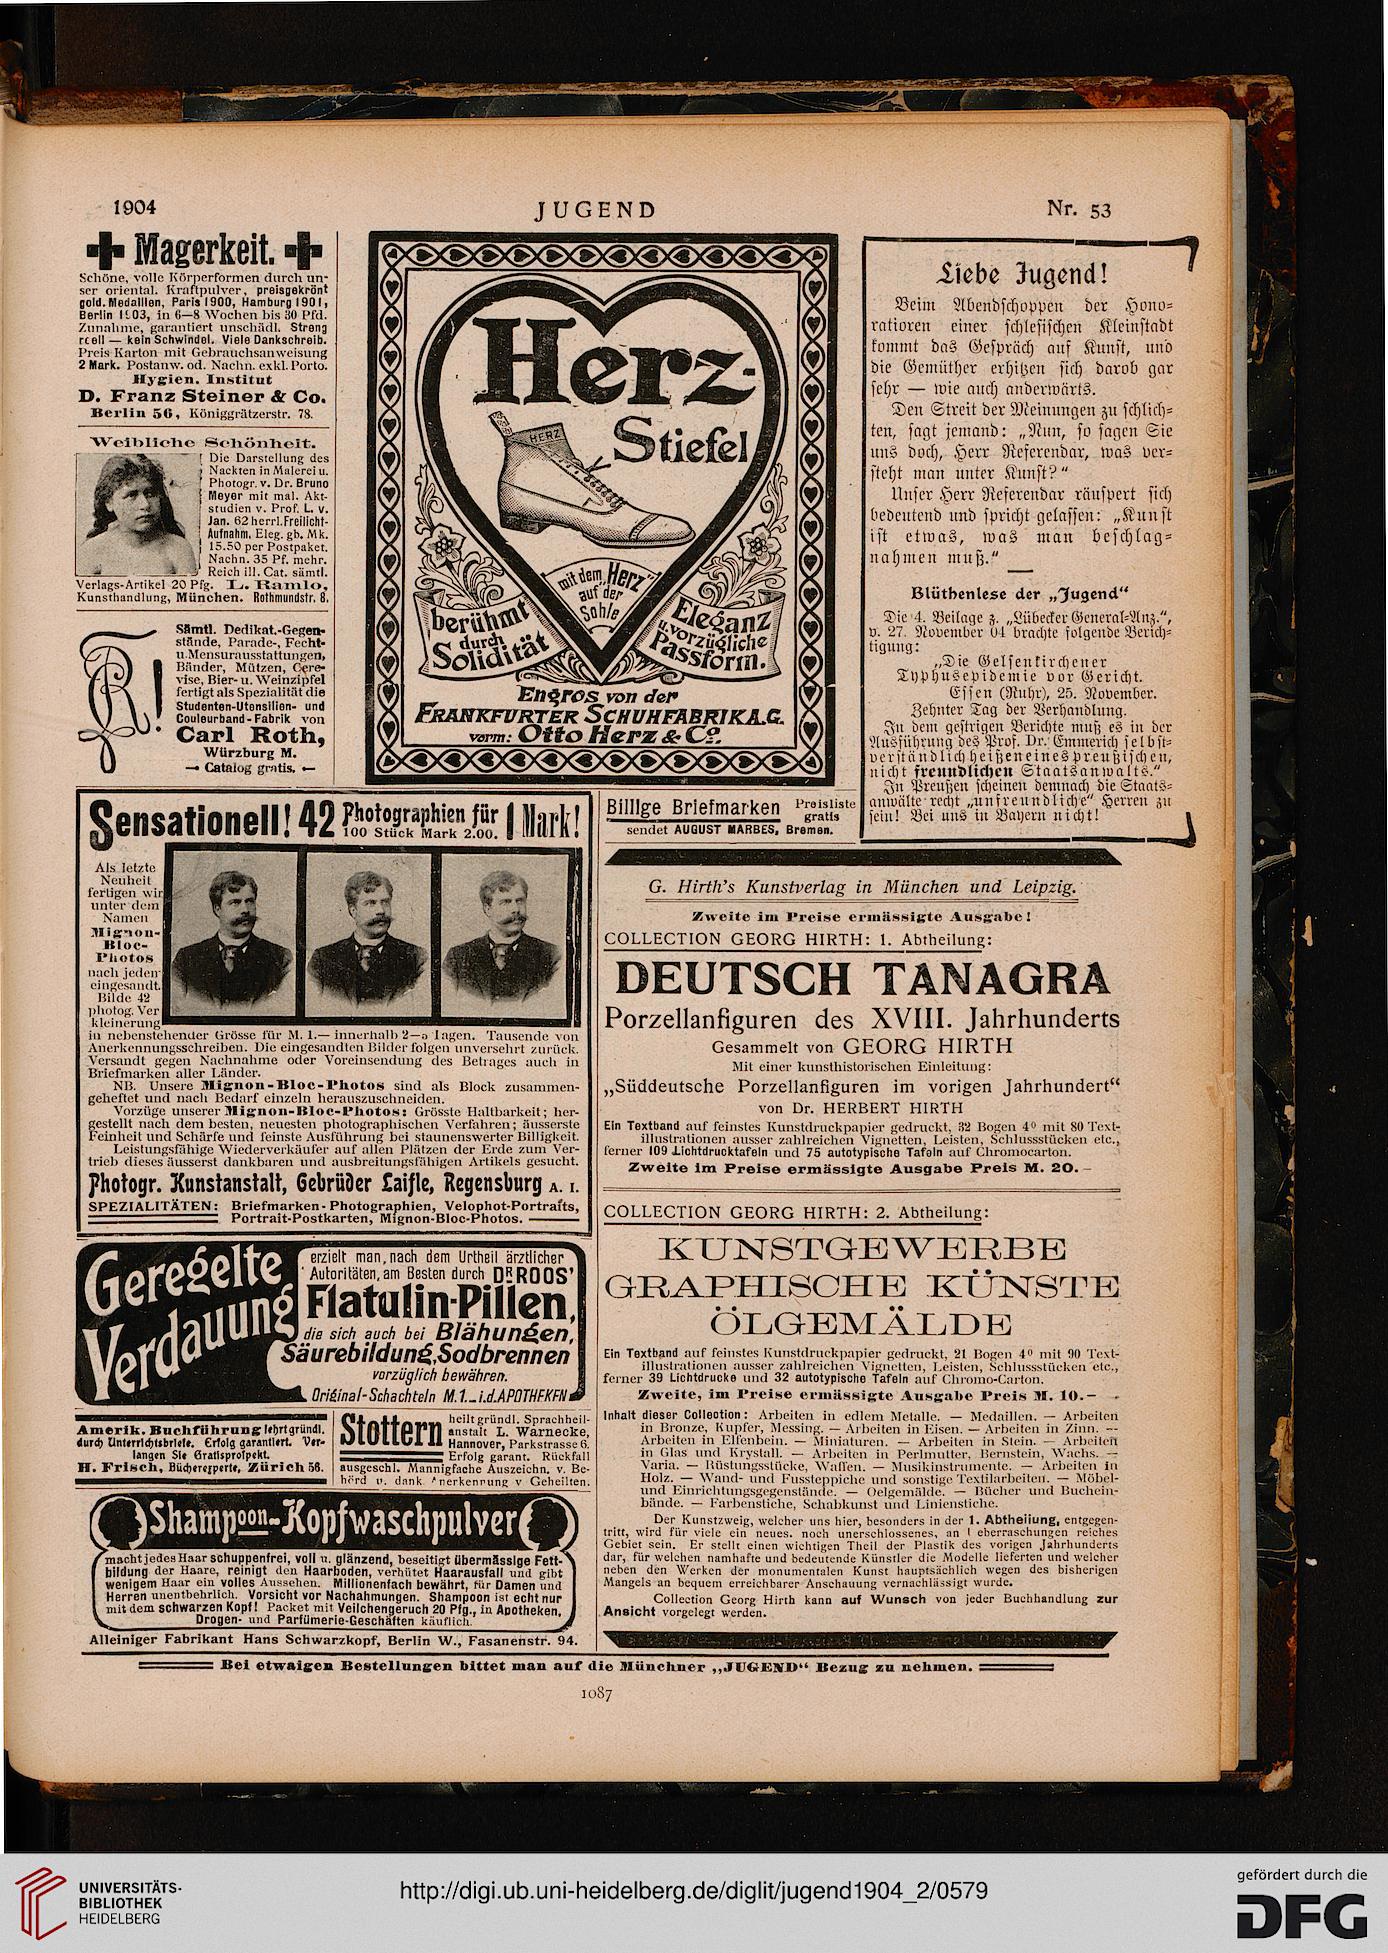 1904
JUGEND
Nr. 53
Magerkeit.
Schöne, volle Körperformen durch un-
ser oriental. Kraftpulver, preisgekrönt
gold. Medaillen, Paris 1900, Hamburg 1901,
Berlin 1903, in 6—8 Wochen bis 30 Pfd.
Zunahme, garantiert unschädl. Streng
reell — kein Schwindel. Viele Dankschreib.
Preis Karton mit Gebrauchsanweisung
2 Mark. Postanw. od. Nachn. exkl. Porto.
Hygien. Institut
D. Franz Steiner & Co.
Berlin 56, Königgrätzerstr. 78.
Weibliche Schönheit.
Die Darstellung des
Nackten in Malerei u.
Photogr. v. Dr. Bruno
Meyer mit mal. Akt-
studien v. Prof. L. v.
Jan. 62 herrl. Freilicht-
Aufnahm. Eleg. gb. Mk.
15.50 per Postpaket.
Nachn. 35 Pf. mehr.
Reich ill. Cat. sämtl.
Verlags-Artikel 20 Pfg. L. Ramlo,
Kunsthandlung, München. Rothmundstr. 8.
Sämtl. Dedikat.-Gegen-
stände, Parade-, Fecht-
u. Mensurausstattungen,
Bänder, Mützen, Cere-
vise, Bier- u. Weinzipfel
fertigt als Spezialität die
Studenten-Utensilien- und
Couleurband-Fabrik von
Carl Roth,
Würzburg M.
Catalog gratis.
Herz-
Stiefel
HERZ
mit dem „Herz“
auf der
Sohle
berühmt
durch
Solidität
Eleganz
u. vorzügliche
Passform.
Engros von der
FRANKFURTER SCHUHFABRIK A.G.
vorm: Otto Herz & Co.
Liebe Jugend!
Beim Abendschoppen der Hono-
ratioren einer schlesischen Kleinstadt
kommt das Gespräch auf Kunst, und
die Gemüther erhitzen sich darob gar
sehr — wie auch anderwärts.
Den Streit der Meinungen zu schlich-
ten, sagt jemand: „Nun, so sagen Sie
uns doch, Herr Referendar, was ver-
steht man unter Kunst?“
Unser Herr Referendar räuspert sich
bedeutend und spricht gelassen: „Kunst
ist etwas, was man beschlag-
nahmen muß.“
Blüthenlese der „Jugend“
Die 4. Beilage z. „Lübecker General-Anz.“,
v. 27. November 04 brachte folgende Berich-
tigung:
„Die Gelsenkirchener
Typhusepidemie vor Gericht.
Essen (Ruhr), 25. November.
Zehnter Tag der Verhandlung.
In dem gestrigen Berichte muß es in der
Ausführung des Prof. Dr. Emmerich selbst-
verständlich heißen eines preußischen,
nicht freundlichen Staatsanwalts.“
In Preußen scheinen demnach die Staats-
anwälte recht „unfreundliche“ Herren zu
sein! Bei uns in Bayern nicht!
Sensationell! 42 Photographien für 1 Mark!
100 Stück Mark 2.00.
Als letzte
Neuheit
fertigen wir
unter dem
Namen
Mignon-
Bloc-
Photos
nach jedem
eingesandt.
Bilde 42
photog. Ver
kleinerung
in nebenstehender Grösse für M. 1.— innerhalb 2—3 Tagen. Tausende von
Anerkennungsschreiben. Die eingesandten Bilder folgen unversehrt zurück.
Versandt gegen Nachnahme oder Voreinsendung des Betrages auch in
Briefmarken aller Länder.
NB. Unsere Mignon-Bloc-Photos sind als Block zusammen-
geheftet und nach Bedarf einzeln herauszuschneiden.
Vorzüge unserer Mignon-Bloc-Photos: Grösste Haltbarkeit; her-
gestellt nach dem besten, neuesten photographischen Verfahren; äusserste
Feinheit und Schärfe und feinste Ausführung bei staunenswerter Billigkeit.
Leistungsfähige Wiederverkäufer auf allen Plätzen der Erde zum Ver-
trieb dieses äusserst dankbaren und ausbreitungsfähigen Artikels gesucht.
Photogr. Kunstanstalt, Gebrüder Laifle, Regensburg A. I.
SPEZIALITÄTEN: Briefmarken-Photographien, Velophot-Portraits,
Portrait-Postkarten, Mignon-Bloc-Photos.
Billige Briefmarken Preisliste gratis
sendet AUGUST MARBES, Bremen.
G. Hirth's Kunstverlag in München und Leipzig.
Zweite im Preise ermässigte Ausgabe!
COLLECTION GEORG HIRTH: 1. Abtheilung:
DEUTSCH TANAGRA
Porzellanfiguren des XVIII. Jahrhunderts
Gesammelt von GEORG HIRTH
Mit einer kunsthistorischen Einleitung:
„Süddeutsche Porzellanfiguren im vorigen Jahrhundert“
von Dr. HERBERT HIRTH
Ein Textband auf feinstes Kunstdruckpapier gedruckt, 32 Bogen 4º mit 80 Text-
illustrationen ausser zahlreichen Vignetten, Leisten, Schlussstücken etc.,
ferner 109 Lichtdrucktafeln und 75 autotypische Tafeln auf Chromocarton.
Zweite im Preise ermässigte Ausgabe Preis M. 20.–
COLLECTION GEORG HIRTH: 2. Abtheilung:
KUNSTGEWERBE
GRAPHISCHE KÜNSTE
ÖLGEMÄLDE
Ein Textband auf feinstes Kunstdruckpapier gedruckt, 21 Bogen 4º mit 90 Text-
illustrationen ausser zahlreichen Vignetten, Leisten, Schlussstücken etc.,
ferner 39 Lichtdrucke und 32 autotypische Tafeln auf Chromo-Carton.
Zweite, im Preise ermässigte Ausgabe Preis M. 10.–
Inhalt dieser Collection: Arbeiten in edlem Metalle. — Medaillen. — Arbeiten
in Bronze, Kupfer, Messing. — Arbeiten in Eisen. — Arbeiten in Zinn. —
Arbeiten in Elfenbein. — Miniaturen. — Arbeiten in Stein. — Arbeiten
in Glas und Krystall. — Arbeiten in Perlmutter, Bernstein, Wachs. —
Varia. — Rüstungsstücke, Waffen. — Musikinstrumente. — Arbeiten in
Holz. — Wand- und Fussteppiche und sonstige Textilarbeiten. — Möbel-
und Einrichtungsgegenstände. — Oelgemälde. — Bücher und Buchein-
bände. — Farbenstiche, Schabkunst und Linienstiche.
Der Kunstzweig, welcher uns hier, besonders in der 1. Abtheilung, entgegen-
tritt, wird für viele ein neues. noch unerschlossenes, an Ueberraschungen reiches
Gebiet sein. Er stellt einen wichtigen Theil der Plastik des vorigen Jahrhunderts
dar, für welchen namhafte und bedeutende Künstler die Modelle lieferten und welcher
neben den Werken der monumentalen Kunst hauptsächlich wegen des bisherigen
Mangels an bequem erreichbarer Anschauung vernachlässigt wurde.
Collection Georg Hirth kann auf Wunsch von jeder Buchhandlung zur
Ansicht vorgelegt werden.
Geregelte
Verdauung
erzielt man, nach dem Urtheil ärztlicher
Autoritäten, am Besten durch DR ROOS'
Flatulin-Pillen,
die sich auch bei Blähungen,
Säurebildung, Sodbrennen
vorzüglich bewähren.
Original-Schachteln M.1.— i.d. APOTHEKEN
Amerik. Buchführung lehrt gründl.
durch Unterrichtsbriefe. Erfolg garantiert. Ver-
langen Sie Gratisprospekt.
H. Frisch, Bücherexperte, Zürich 56.
Stottern
heilt gründl. Sprachheil-
anstalt L. Warnecke,
Hannover, Parkstrasse 6.
Erfolg garant. Rückfall
ausgeschl. Mannigfache Auszeichn. v. Be-
hörd u. dank. Anerkennung v Geheilten.
Shampoon-Kopfwaschpulver
macht jedes Haar schuppenfrei, voll u. glänzend, beseitigt übermässige Fett-
bildung der Haare, reinigt den Haarboden, verhütet Haarausfall und gibt
wenigem Haar ein volles Aussehen. Millionenfach bewährt, für Damen und
Herren unentbehrlich. Vorsicht vor Nachahmungen. Shampoon ist echt nur
mit dem schwarzen Kopf! Packet mit Veilchengeruch 20 Pfg., in Apotheken,
Drogen- und Parfümerie-Geschäften käuflich.
Alleiniger Fabrikant Hans Schwarzkopf, Berlin W., Fasanenstr. 94.
Bei etwaigen Bestellungen bittet man auf die Münchner „JUGEND“ Bezug zu nehmen.
1087
UNIVERSITÄTS-
BIBLIOTHEK
HEIDELBERG
http://digi.ub.uni-heidelberg.de/diglit/jugend1904_2/0579
gefördert durch die
DFG